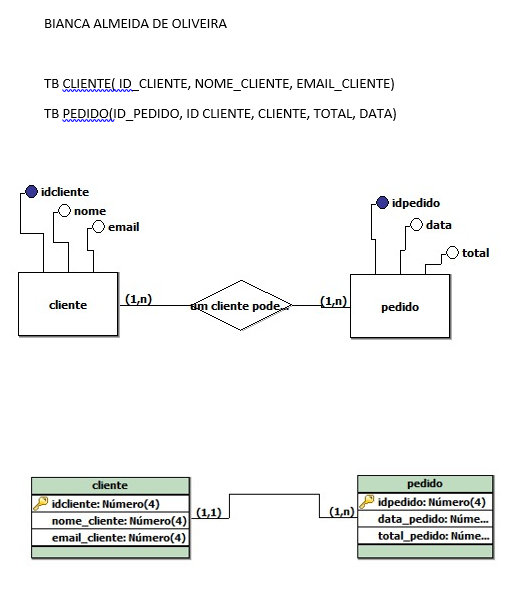 BIANCA ALMEIDA DE OLIVEIRA
TB CLIENTE( ID_CLIENTE, NOME_CLIENTE, EMAIL_CLIENTE)
TB PEDIDO(ID_PEDIDO, ID CLIENTE, CLIENTE, TOTAL, DATA)
idcliente
nome
email
idpedido
data
total
cliente
(1,n)
um cliente pode...
(1,n)
pedido
cliente
idcliente: Número(4)
nome_cliente: Número(4)
email_cliente: Número(4)
(1,1)
(1,n)
pedido
idpedido: Número(4)
data_pedido: Núme...
total_pedido: Núme...